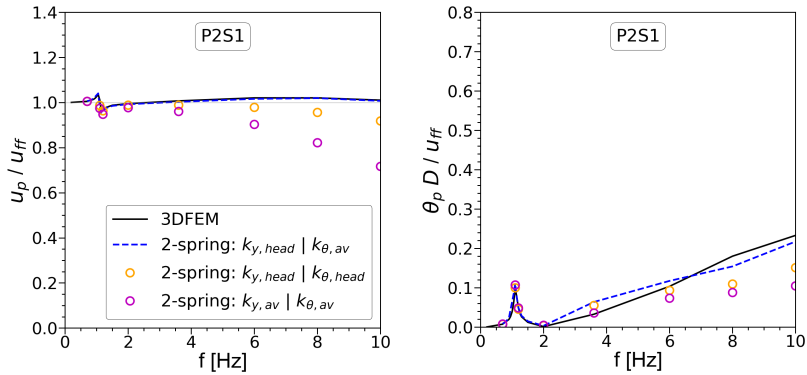 P2S1
u_p / u_ff
1.4
1.2
1.0
0.8
0.6
0.4
0.2
0.0
3DFEM
2-spring: k_y, head | k_θ, av
2-spring: k_y, head | k_θ, head
2-spring: k_y, av | k_θ, av
0 2 4 6 8 10
f [Hz]
P2S1
θ_p D / u_ff
0.8
0.7
0.6
0.5
0.4
0.3
0.2
0.1
0.0
0 2 4 6 8 10
f [Hz]